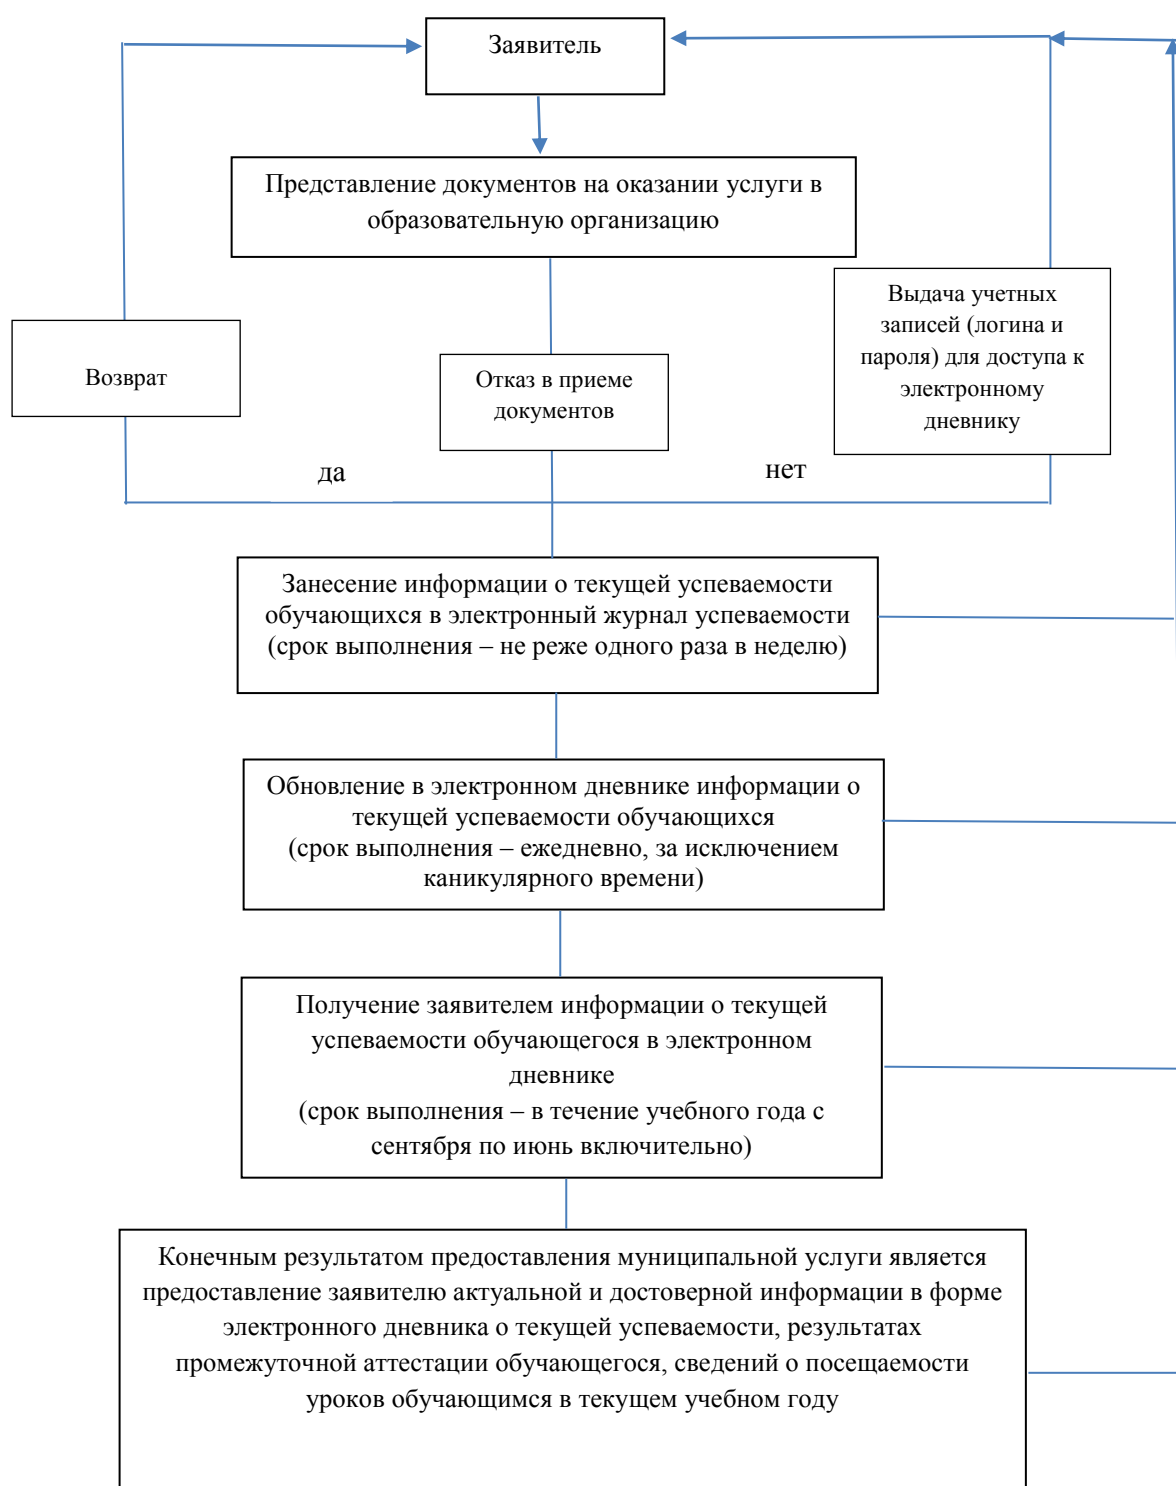 Заявитель
Представление документов на оказании услуги в
образовательную организацию
Выдача учетных
записей (логина и
пароля) для доступа к
электронному
дневнику
Возврат
Отказ в приеме
документов
да
нет
Занесение информации о текущей успеваемости
обучающихся в электронный журнал успеваемости
(срок выполнения – не реже одного раза в неделю)
Обновление в электронном дневнике информации о
текущей успеваемости обучающихся
(срок выполнения – ежедневно, за исключением
каникулярного времени)
Получение заявителем информации о текущей
успеваемости обучающегося в электронном
дневнике
(срок выполнения – в течение учебного года с
сентября по июнь включительно)
Конечным результатом предоставления муниципальной услуги является
предоставление заявителю актуальной и достоверной информации в форме
электронного дневника о текущей успеваемости, результатах
промежуточной аттестации обучающегося, сведений о посещаемости
уроков обучающимся в текущем учебном году